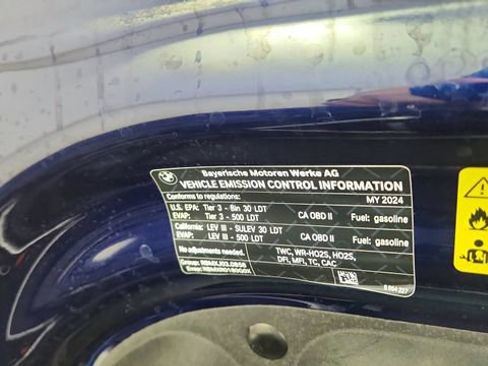 Bayerische Motoren Werke AG
VEHICLE EMISSION CONTROL INFORMATION
Conforms to regulations: MY 2024
U.S. EPA: Tier 3 - Bin 30 LDT
EVAP: Tier 3 - 500 LDT CA OBD II Fuel: gasoline
California: LEV III - SULEV 30 LDT
EVAP: LEV III - 500 LDT CA OBD II Fuel: gasoline
No adjustments needed. TWC, WR-HO2S, HO2S,
DFI, MFI, TC, CAC
Group:
Evap: